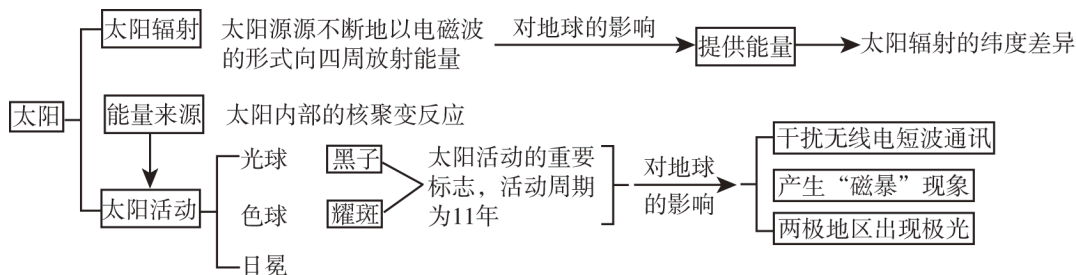 太阳辐射
太阳源源不断地以电磁波
的形式向四周放射能量
对地球的影响
提供能量
太阳辐射的纬度差异
太阳
能量来源
太阳内部的核聚变反应
太阳活动
光球
黑子
色球
耀斑
日冕
太阳活动的重要
标志，活动周期
为11年
对地球
的影响
干扰无线电短波通讯
产生“磁暴”现象
两极地区出现极光